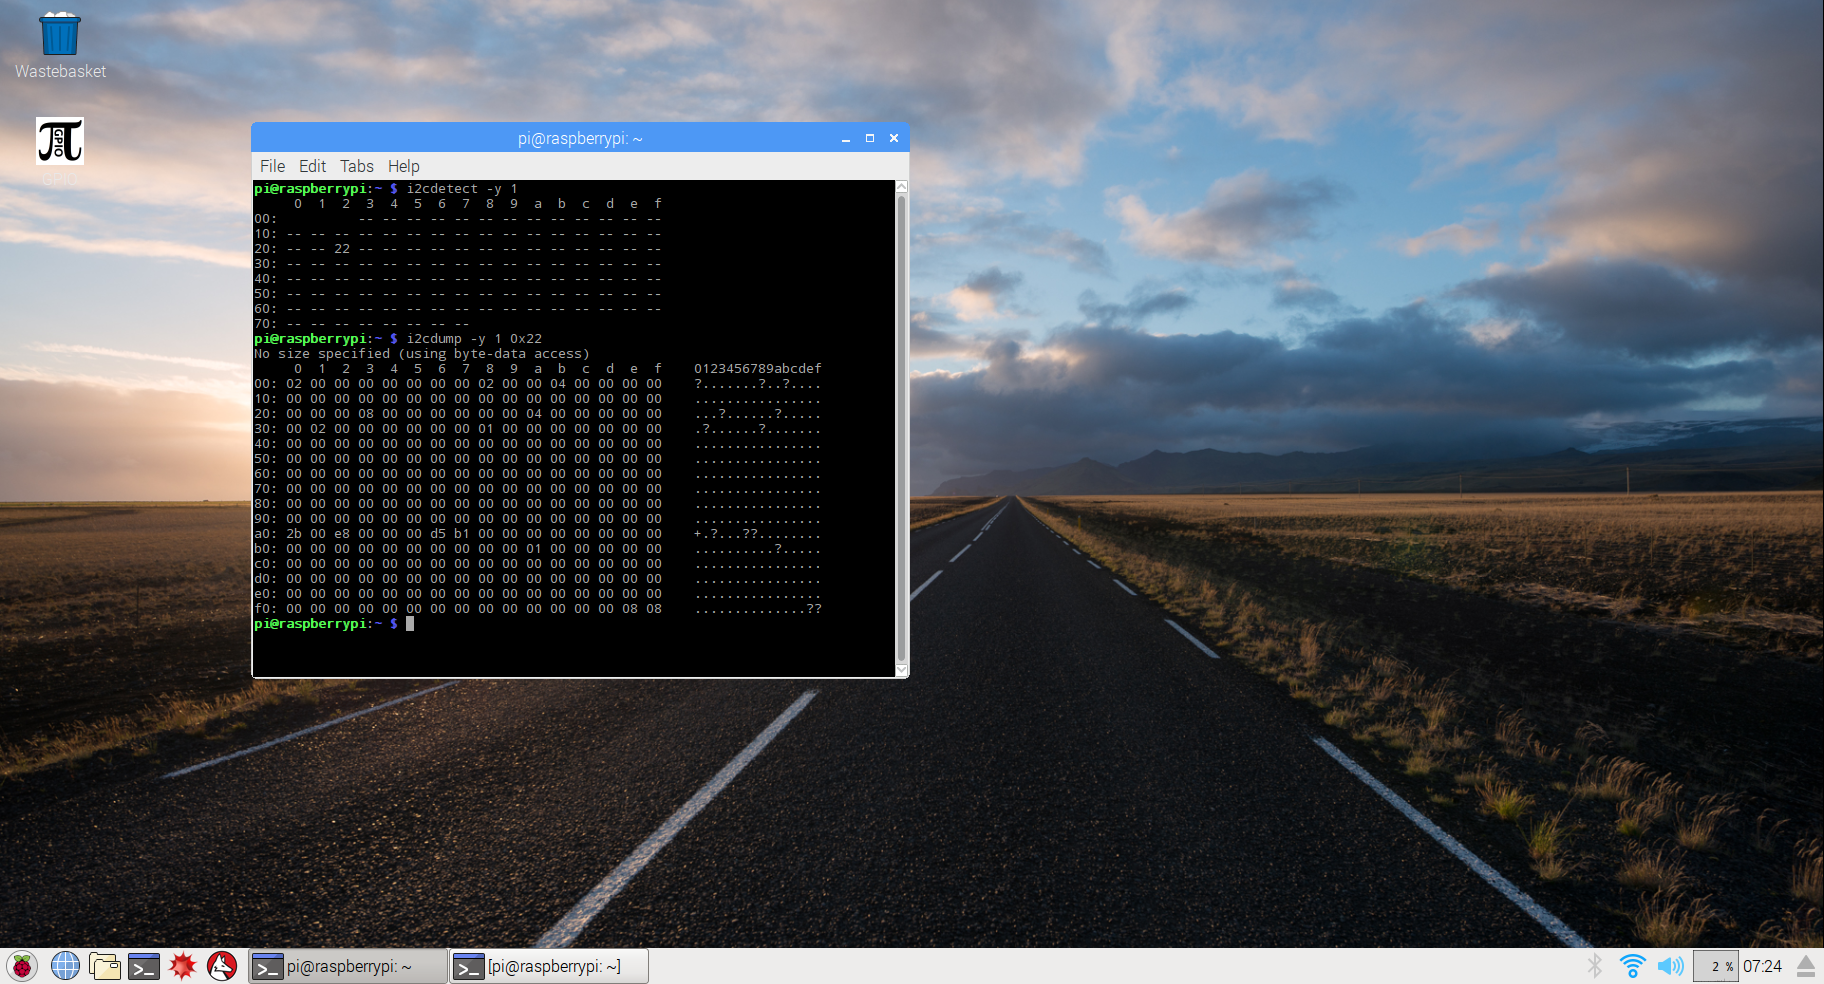 Wastebasket
GPIO
pi@raspberrypi: ~
File Edit Tabs Help
pi@raspberrypi:~ $ i2cdetect -y 1
     0  1  2  3  4  5  6  7  8  9  a  b  c  d  e  f
00:          -- -- -- -- -- -- -- -- -- -- -- -- --
10: -- -- -- -- -- -- -- -- -- -- -- -- -- -- -- --
20: -- -- 22 -- -- -- -- -- -- -- -- -- -- -- -- --
30: -- -- -- -- -- -- -- -- -- -- -- -- -- -- -- --
40: -- -- -- -- -- -- -- -- -- -- -- -- -- -- -- --
50: -- -- -- -- -- -- -- -- -- -- -- -- -- -- -- --
60: -- -- -- -- -- -- -- -- -- -- -- -- -- -- -- --
70: -- -- -- -- -- -- -- --
pi@raspberrypi:~ $ i2cdump -y 1 0x22
No size specified (using byte-data access)
     0  1  2  3  4  5  6  7  8  9  a  b  c  d  e  f    0123456789abcdef
00: 02 00 00 00 00 00 00 00 02 00 00 04 00 00 00 00    ?.......?..?....
10: 00 00 00 00 00 00 00 00 00 00 00 00 00 00 00 00    ................
20: 00 00 00 08 00 00 00 00 00 00 04 00 00 00 00 00    ...?......?.....
30: 00 02 00 00 00 00 00 00 01 00 00 00 00 00 00 00    .?......?.......
40: 00 00 00 00 00 00 00 00 00 00 00 00 00 00 00 00    ................
50: 00 00 00 00 00 00 00 00 00 00 00 00 00 00 00 00    ................
60: 00 00 00 00 00 00 00 00 00 00 00 00 00 00 00 00    ................
70: 00 00 00 00 00 00 00 00 00 00 00 00 00 00 00 00    ................
80: 00 00 00 00 00 00 00 00 00 00 00 00 00 00 00 00    ................
90: 00 00 00 00 00 00 00 00 00 00 00 00 00 00 00 00    ................
a0: 2b 00 e8 00 00 00 d5 b1 00 00 00 00 00 00 00 00    +.?...??........
b0: 00 00 00 00 00 00 00 00 00 00 01 00 00 00 00 00    ..........?.....
c0: 00 00 00 00 00 00 00 00 00 00 00 00 00 00 00 00    ................
d0: 00 00 00 00 00 00 00 00 00 00 00 00 00 00 00 00    ................
e0: 00 00 00 00 00 00 00 00 00 00 00 00 00 00 00 00    ................
f0: 00 00 00 00 00 00 00 00 00 00 00 00 00 00 08 08    ..............??
pi@raspberrypi:~ $
pi@raspberrypi: ~
[pi@raspberrypi: ~]
2 %
07:24